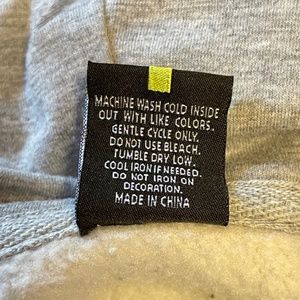 MACHINE WASH COLD INSIDE
OUT WITH LIKE COLORS.
GENTLE CYCLE ONLY.
DO NOT USE BLEACH.
TUMBLE DRY LOW.
COOL IRON IF NEEDED.
DO NOT IRON ON
DECORATION.
MADE IN CHINA